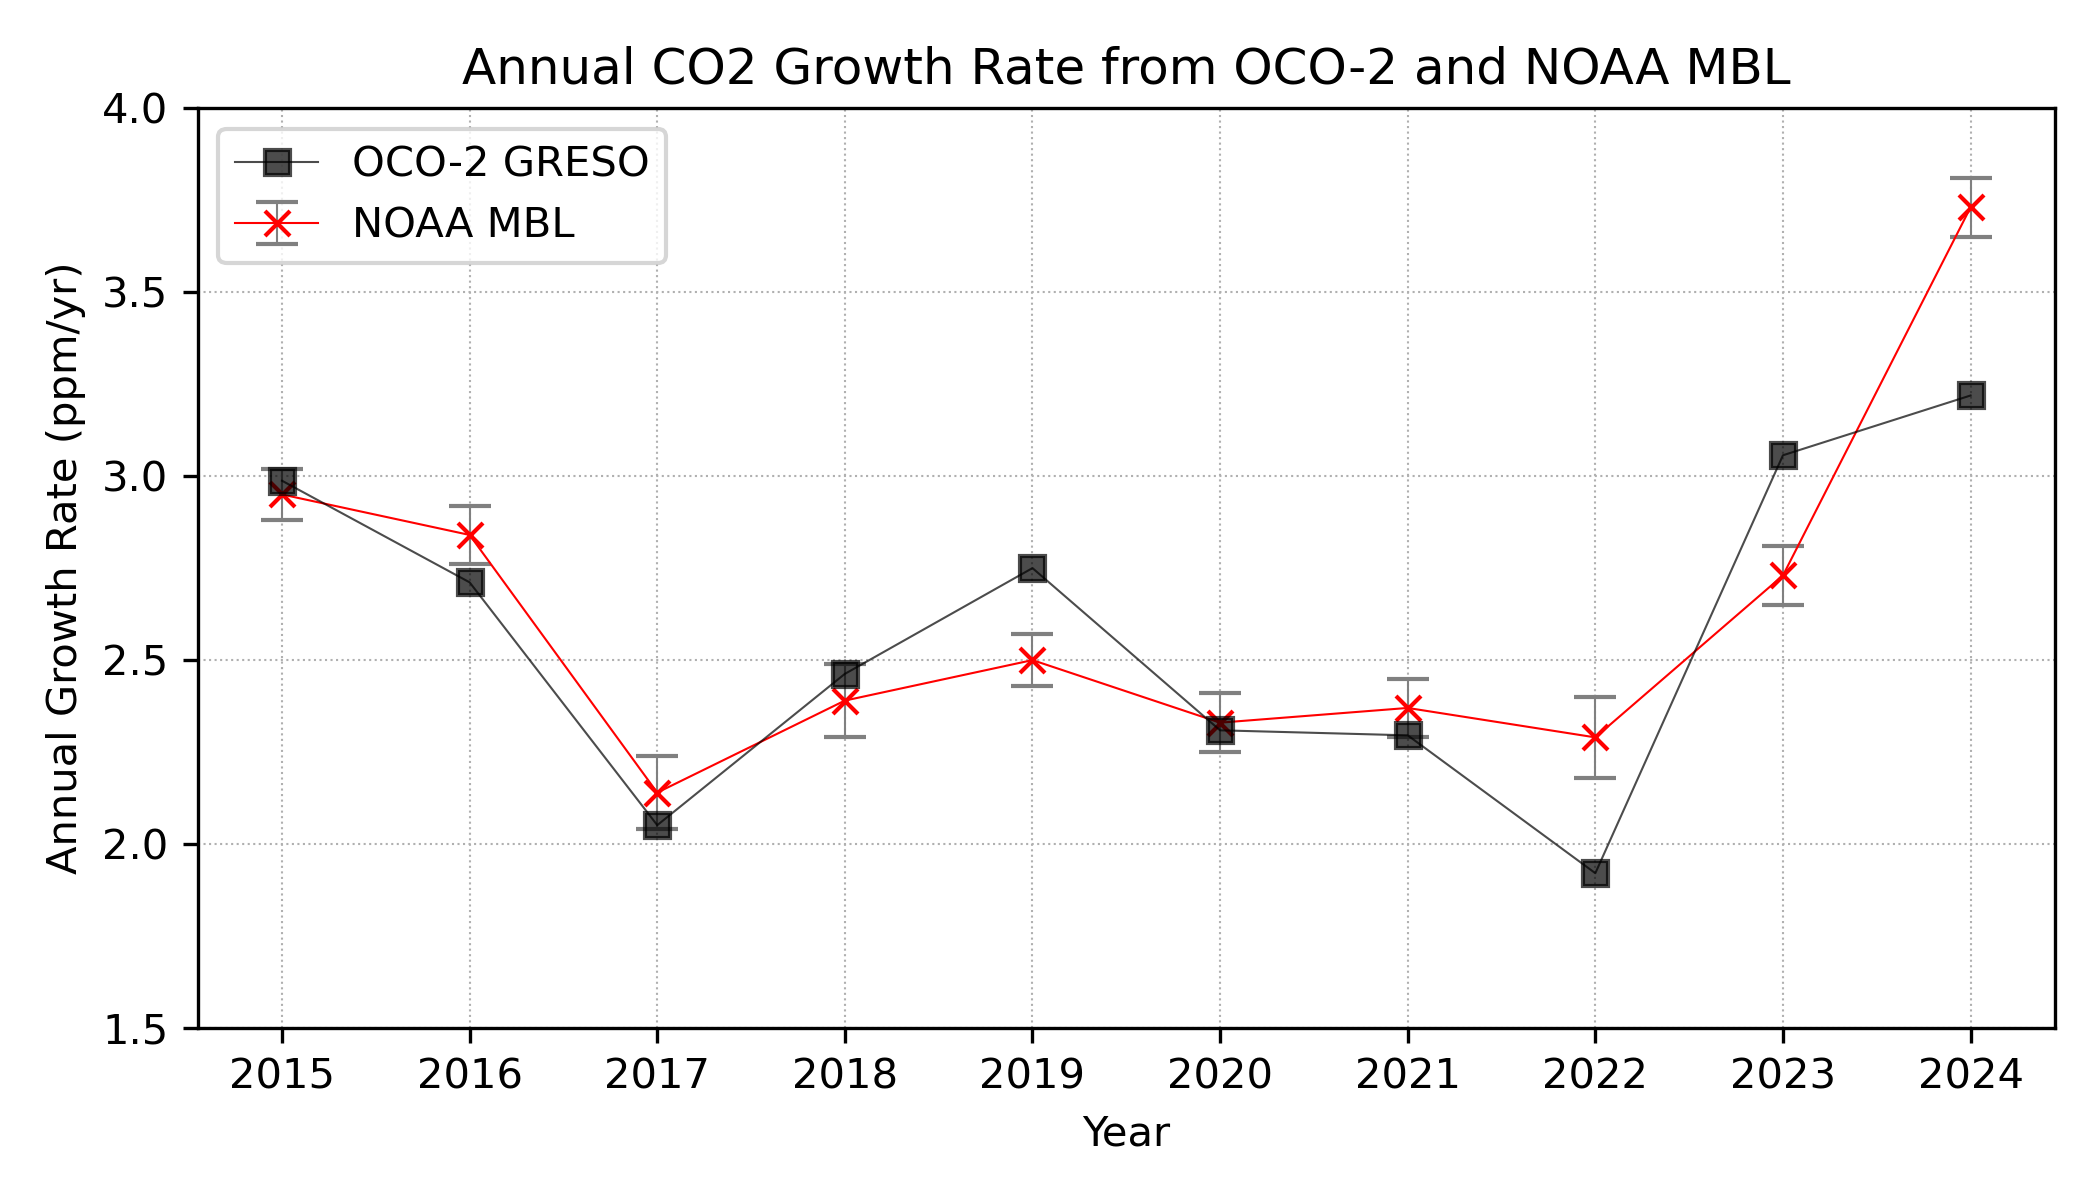 Annual CO2 Growth Rate from OCO-2 and NOAA MBL
OCO-2 GRESO
NOAA MBL
Annual Growth Rate (ppm/yr)
4.0
3.5
3.0
2.5
2.0
1.5
2015 2016 2017 2018 2019 2020 2021 2022 2023 2024
Year